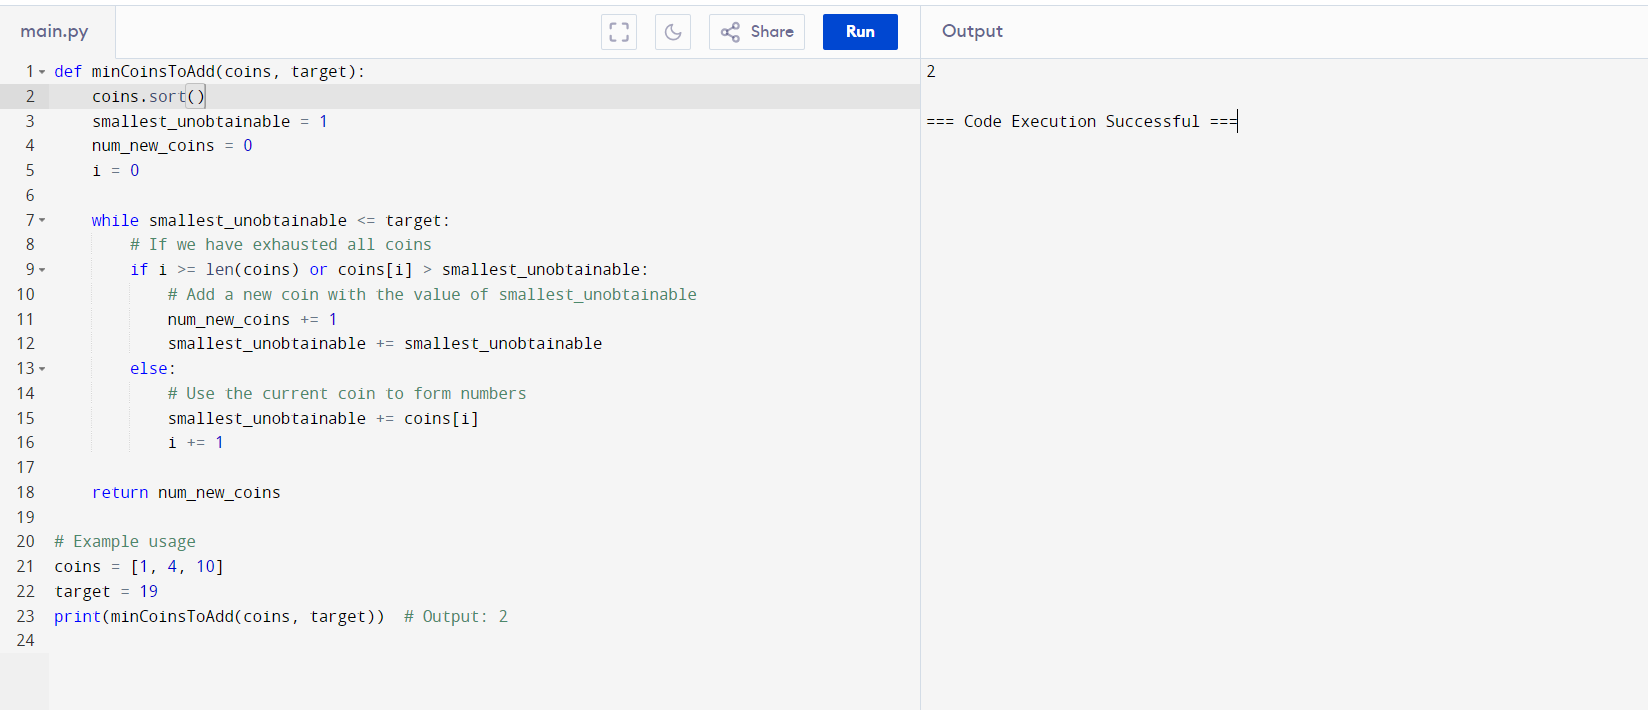 main.py
Share
Run
Output
1 def minCoinsToAdd(coins, target):
2     coins.sort()
3     smallest_unobtainable = 1
4     num_new_coins = 0
5     i = 0
6
7     while smallest_unobtainable <= target:
8         # If we have exhausted all coins
9         if i >= len(coins) or coins[i] > smallest_unobtainable:
10             # Add a new coin with the value of smallest_unobtainable
11             num_new_coins += 1
12             smallest_unobtainable += smallest_unobtainable
13         else:
14             # Use the current coin to form numbers
15             smallest_unobtainable += coins[i]
16             i += 1
17
18     return num_new_coins
19
20 # Example usage
21 coins = [1, 4, 10]
22 target = 19
23 print(minCoinsToAdd(coins, target))  # Output: 2
24
2
=== Code Execution Successful ===